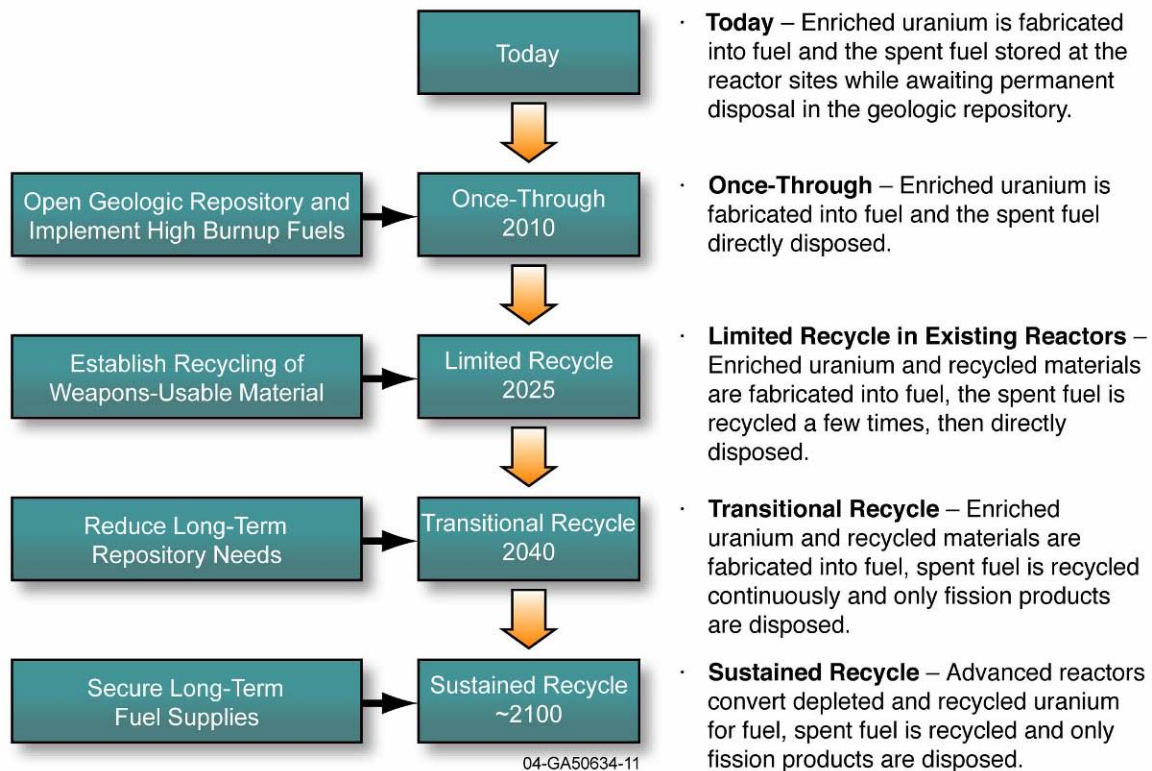 Today
· Today – Enriched uranium is fabricated
into fuel and the spent fuel stored at the
reactor sites while awaiting permanent
disposal in the geologic repository.
Open Geologic Repository and
Implement High Burnup Fuels
Once-Through
2010
· Once-Through – Enriched uranium is
fabricated into fuel and the spent fuel
directly disposed.
Establish Recycling of
Weapons-Usable Material
Limited Recycle
2025
· Limited Recycle in Existing Reactors –
Enriched uranium and recycled materials
are fabricated into fuel, the spent fuel is
recycled a few times, then directly
disposed.
Reduce Long-Term
Repository Needs
Transitional Recycle
2040
· Transitional Recycle – Enriched
uranium and recycled materials are
fabricated into fuel, spent fuel is recycled
continuously and only fission products
are disposed.
Secure Long-Term
Fuel Supplies
Sustained Recycle
~2100
· Sustained Recycle – Advanced reactors
convert depleted and recycled uranium
for fuel, spent fuel is recycled and only
fission products are disposed.
04-GA50634-11